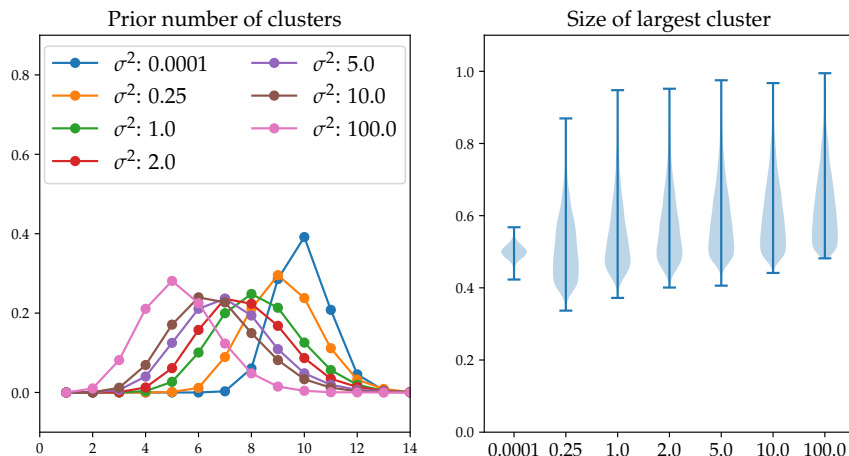 Prior number of clusters
0.8
0.6
0.4
0.2
0.0
0 2 4 6 8 10 12 14
σ²: 0.0001
σ²: 0.25
σ²: 1.0
σ²: 2.0
σ²: 5.0
σ²: 10.0
σ²: 100.0
Size of largest cluster
1.0
0.8
0.6
0.4
0.2
0.0
0.0001 0.25 1.0 2.0 5.0 10.0 100.0